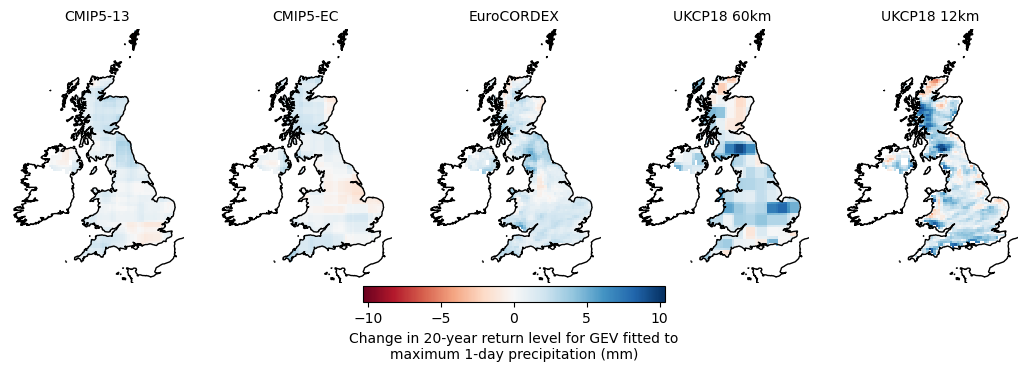 CMIP5-13
CMIP5-EC
EuroCORDEX
UKCP18 60km
UKCP18 12km
−10
−5
0
5
10
Change in 20-year return level for GEV fitted to
maximum 1-day precipitation (mm)